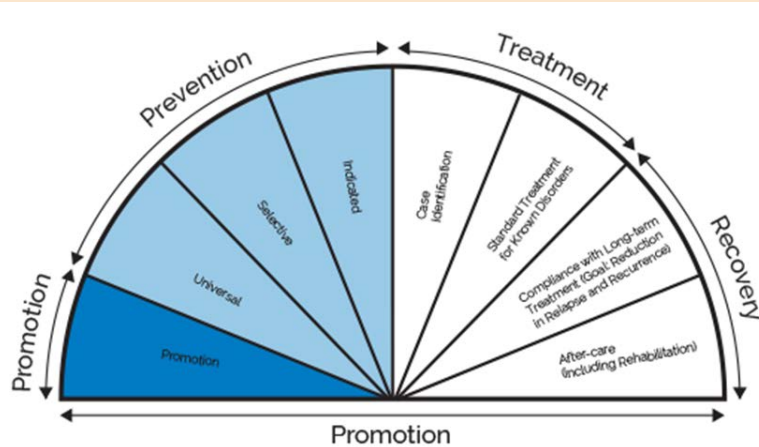 Prevention
Treatment
Promotion
Recovery
Promotion
Universal
Selective
Indicated
Case
Identification
Standard Treatment
for Known Disorders
Compliance with Long-term
Treatment (Goal: Reduction
in Relapse and Recurrence)
After-care
(Including Rehabilitation)
Promotion